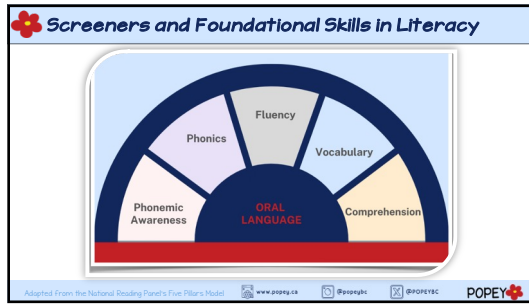 Screeners and Foundational Skills in Literacy
Fluency
Phonics
Vocabulary
Phonemic
Awareness
ORAL
LANGUAGE
Comprehension
Adapted from the National Reading Panel's Five Pillars Model
www.popey.ca
@popeybc
@POPEYBC
POPEY